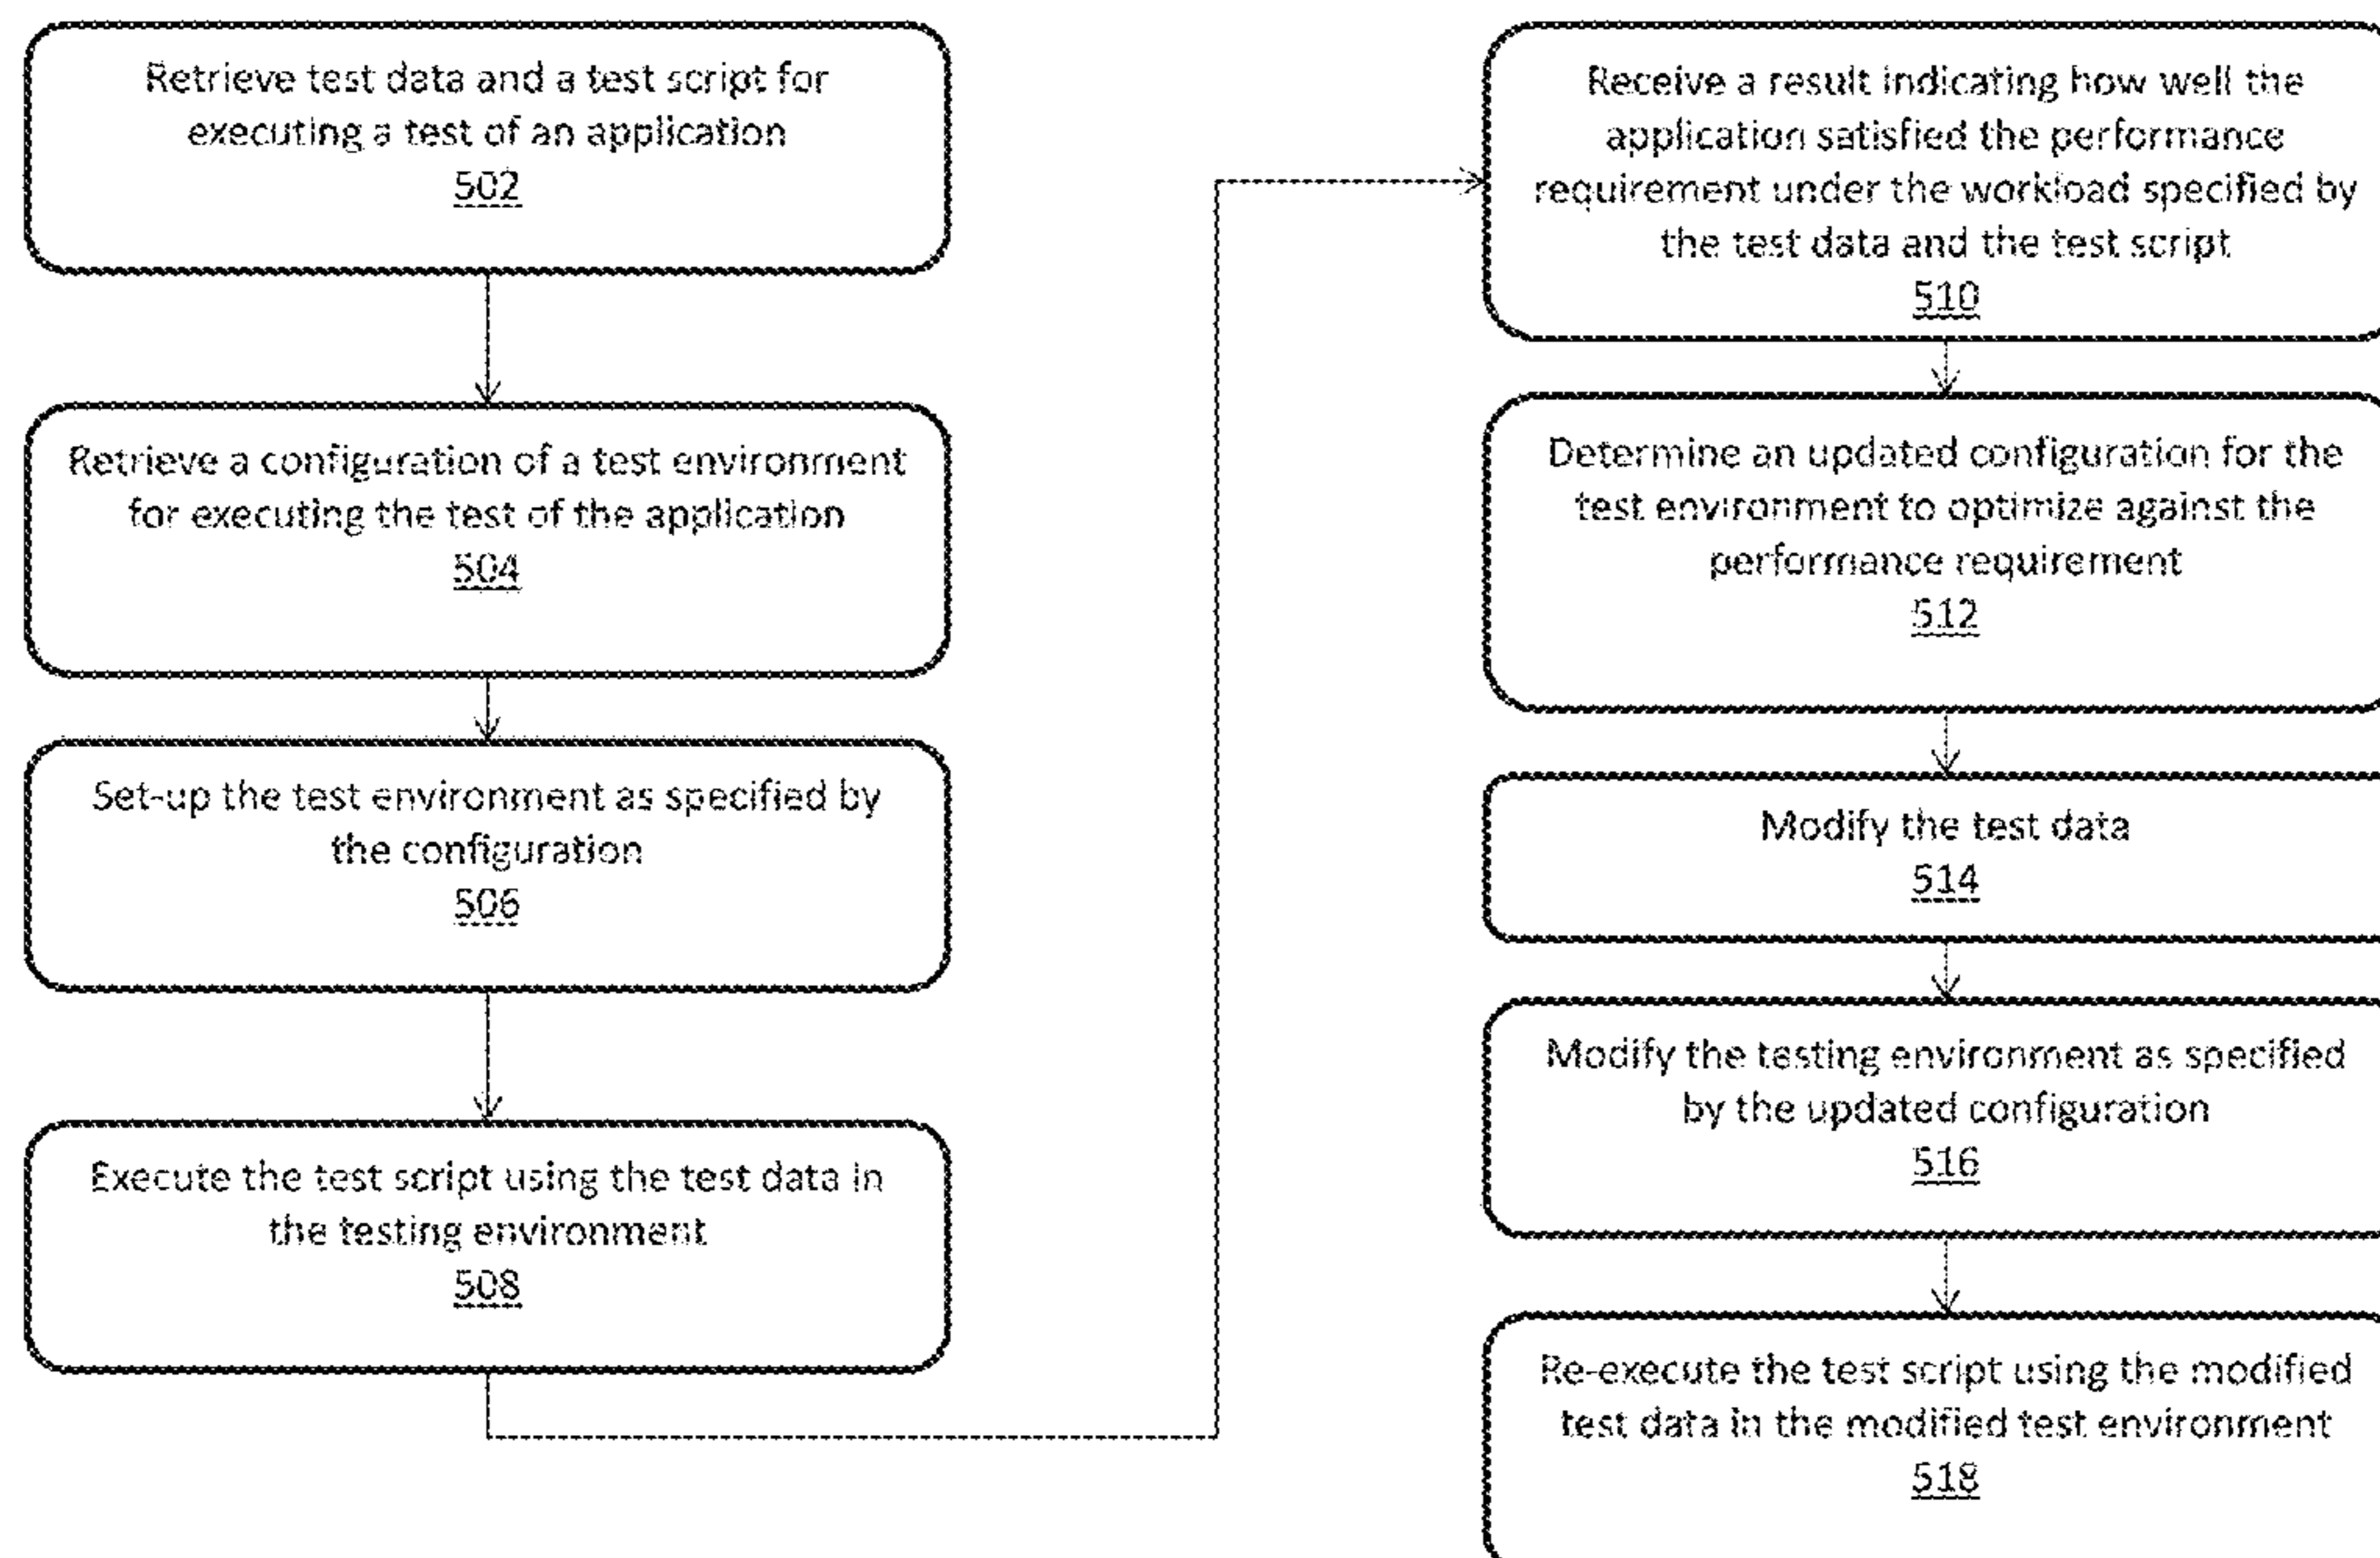 Retrieve test data and a test script for
executing a test of an application
502
Retrieve a configuration of a test environment
for executing the test of the application
504
Set-up the test environment as specified by
the configuration
506
Execute the test script using the test data in
the testing environment
508
Receive a result indicating how well the
application satisfied the performance
requirement under the workload specified by
the test data and the test script
510
Determine an updated configuration for the
test environment to optimize against the
performance requirement
512
Modify the test data
514
Modify the testing environment as specified
by the updated configuration
516
Re-execute the test script using the modified
test data in the modified test environment
518